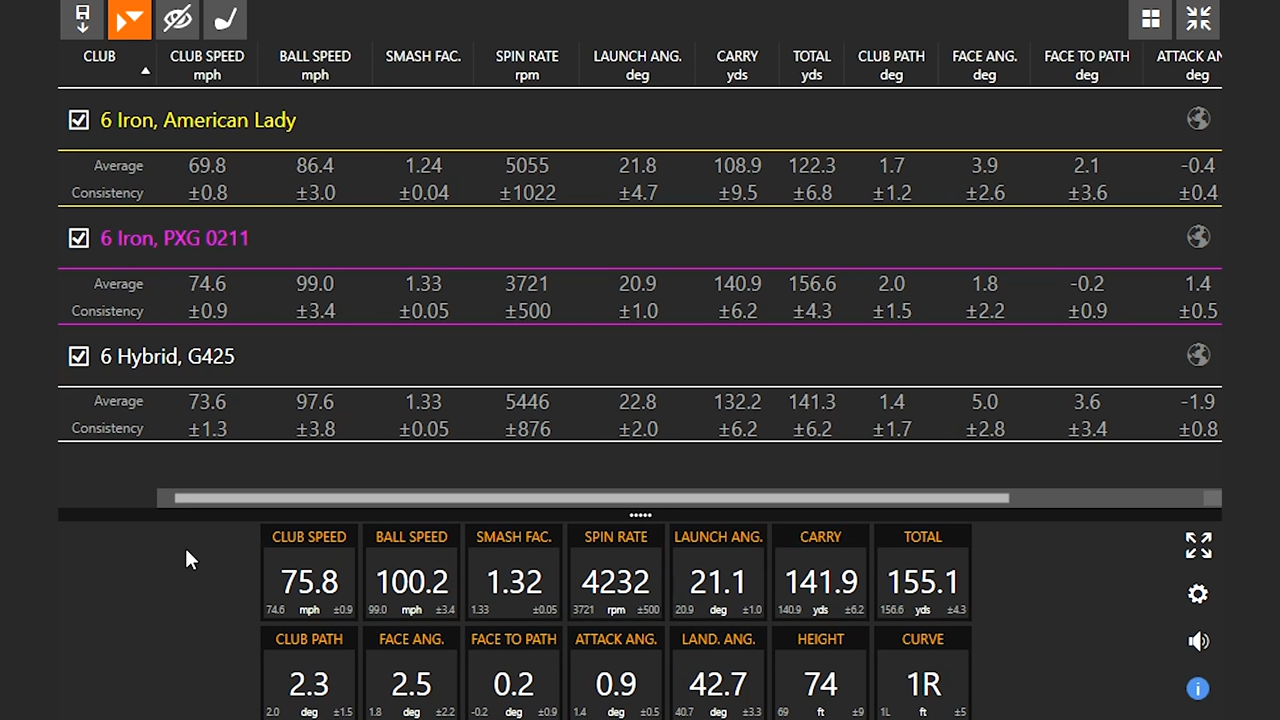 CLUB CLUB SPEED BALL SPEED SMASH FAC. SPIN RATE LAUNCH ANG. CARRY TOTAL CLUB PATH FACE ANG. FACE TO PATH ATTACK AN
mph mph rpm deg yds yds deg deg deg deg
6 Iron, American Lady
Average 69.8 86.4 1.24 5055 21.8 108.9 122.3 1.7 3.9 2.1 -0.4
Consistency ±0.8 ±3.0 ±0.04 ±1022 ±4.7 ±9.5 ±6.8 ±1.2 ±2.6 ±3.6 ±0.4
6 Iron, PXG 0211
Average 74.6 99.0 1.33 3721 20.9 140.9 156.6 2.0 1.8 -0.2 1.4
Consistency ±0.9 ±3.4 ±0.05 ±500 ±1.0 ±6.2 ±4.3 ±1.5 ±2.2 ±0.9 ±0.5
6 Hybrid, G425
Average 73.6 97.6 1.33 5446 22.8 132.2 141.3 1.4 5.0 3.6 -1.9
Consistency ±1.3 ±3.8 ±0.05 ±876 ±2.0 ±6.2 ±6.2 ±1.7 ±2.8 ±3.4 ±0.8
CLUB SPEED BALL SPEED SMASH FAC. SPIN RATE LAUNCH ANG. CARRY TOTAL
75.8 100.2 1.32 4232 21.1 141.9 155.1
74.6 mph ±0.9 99.0 mph ±3.4 1.33 ±0.05 3721 rpm ±500 20.9 deg ±1.0 140.9 yds ±6.2 156.6 yds ±4.3
CLUB PATH FACE ANG. FACE TO PATH ATTACK ANG. LAND. ANG. HEIGHT CURVE
2.3 2.5 0.2 0.9 42.7 74 1R
2.0 deg ±1.5 1.8 deg ±2.2 -0.2 deg ±0.9 1.4 deg ±0.5 40.7 deg ±3.3 69 ft ±9 1L ft ±5